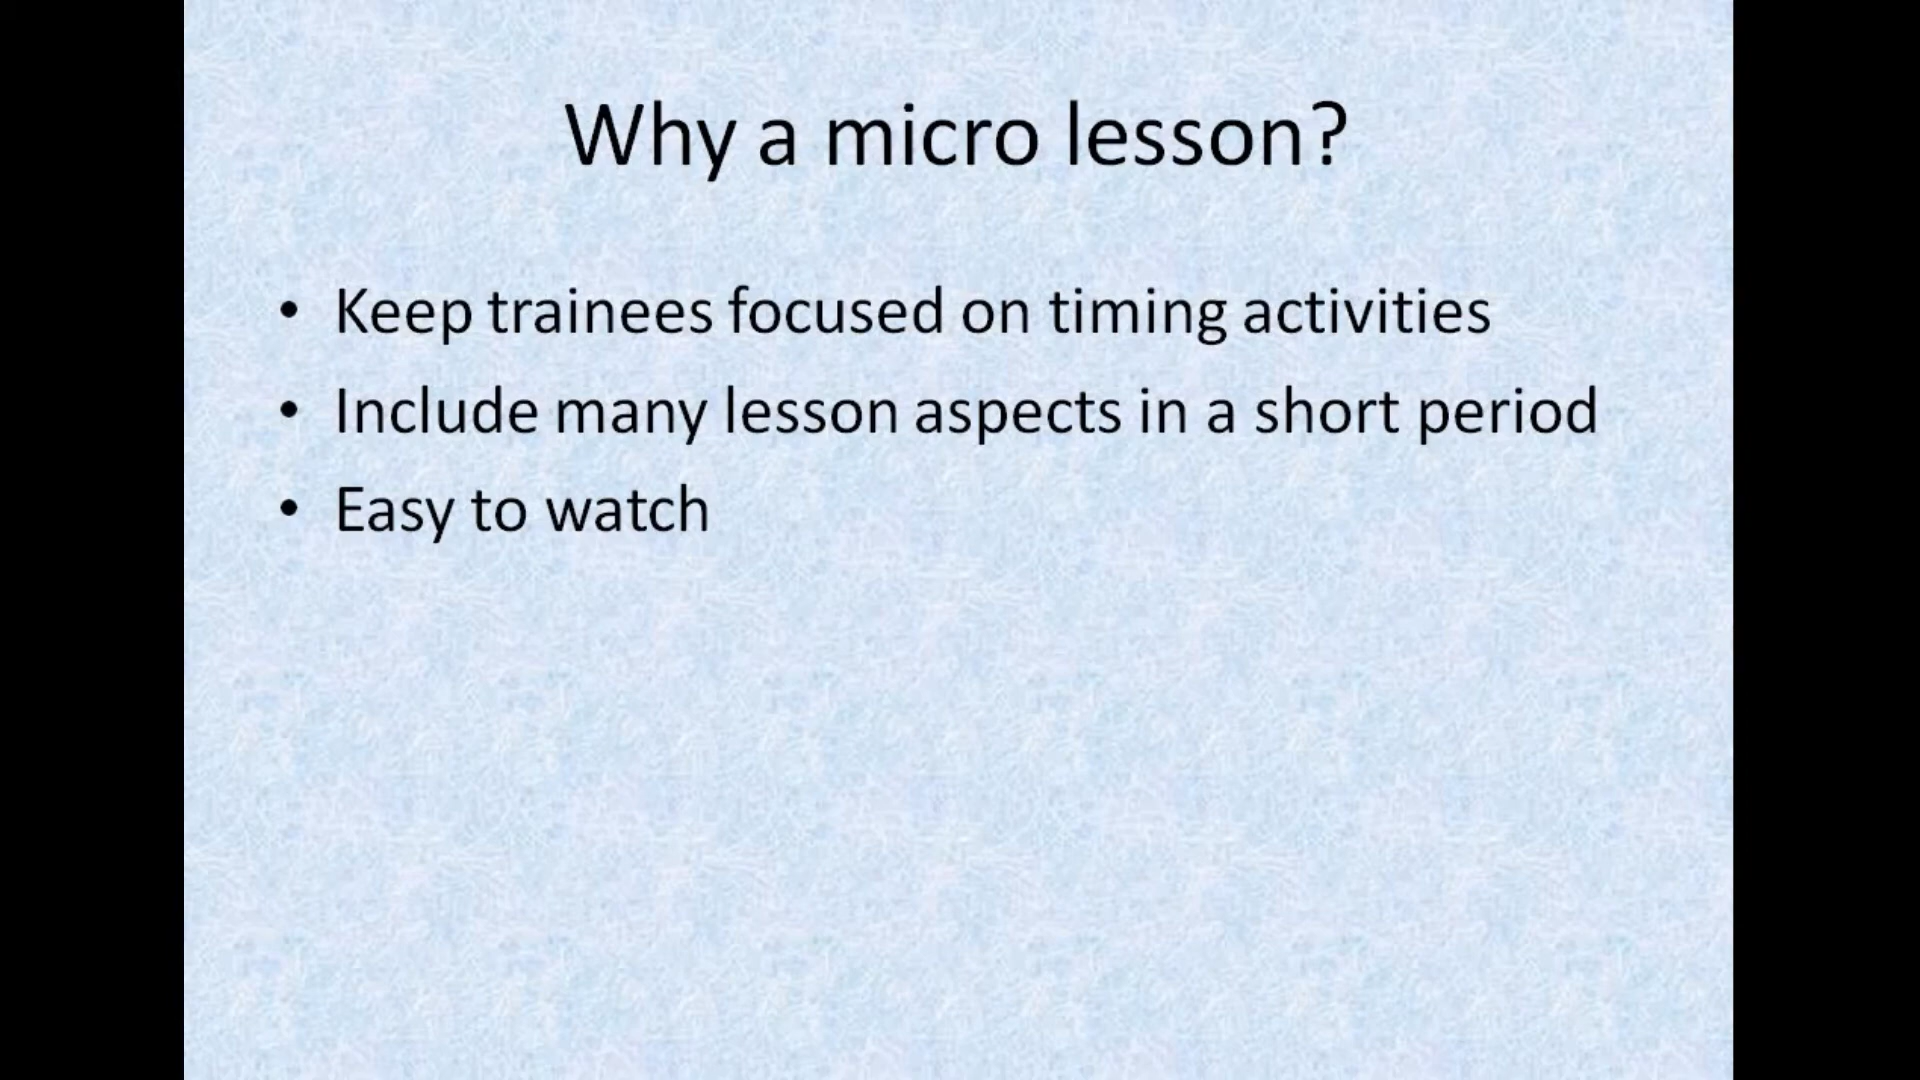 Why a micro lesson?
• Keep trainees focused on timing activities
• Include many lesson aspects in a short period
• Easy to watch